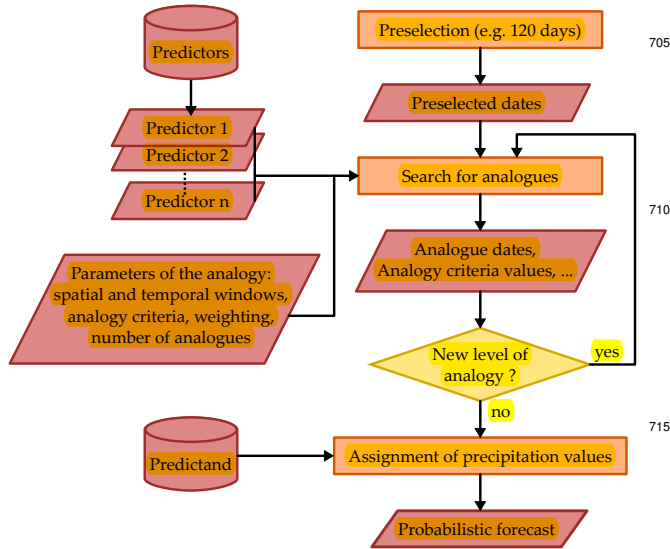 Predictors
Predictor 1
Predictor 2
Predictor n
Parameters of the analogy:
spatial and temporal windows,
analogy criteria, weighting,
number of analogues
Predictand
Preselection (e.g. 120 days)
Preselected dates
Search for analogues
Analogue dates,
Analogy criteria values, ...
New level of
analogy ?
yes
no
Assignment of precipitation values
Probabilistic forecast
705
710
715